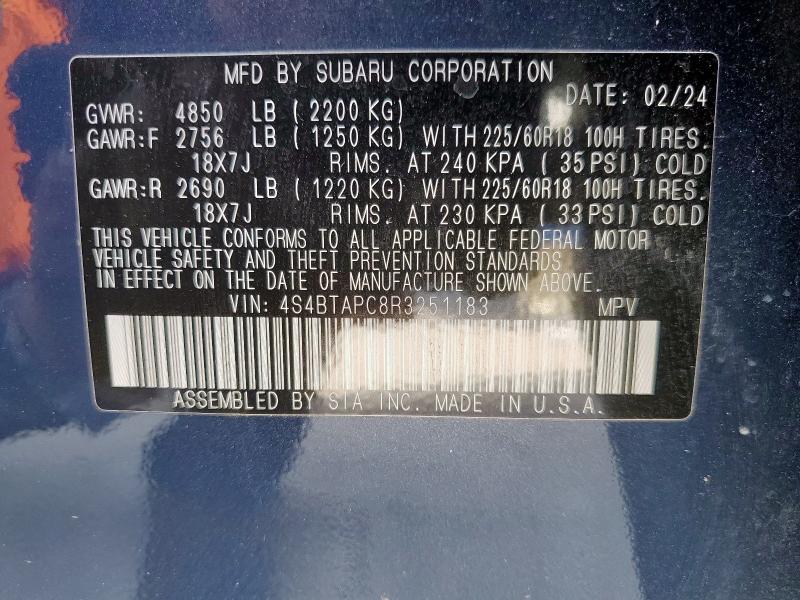 MFD BY SUBARU CORPORATION
DATE: 02/24
GVWR: 4850 LB ( 2200 KG)
GAWR:F 2756 LB ( 1250 KG) WITH 225/60R18 100H TIRES.
18X7J RIMS. AT 240 KPA ( 35 PSI) COLD
GAWR:R 2690 LB ( 1220 KG) WITH 225/60R18 100H TIRES.
18X7J RIMS. AT 230 KPA ( 33 PSI) COLD
THIS VEHICLE CONFORMS TO ALL APPLICABLE FEDERAL MOTOR
VEHICLE SAFETY AND THEFT PREVENTION STANDARDS
IN EFFECT ON THE DATE OF MANUFACTURE SHOWN ABOVE.
VIN: 4S4BTAPC8R3251183 MPV
ASSEMBLED BY SIA INC. MADE IN U.S.A.